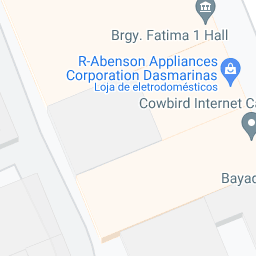 Brgy. Fatima 1 Hall
R-Abenson Appliances
Corporation Dasmarinas
Loja de eletrodomésticos
Cowbird Internet Ca
Bayad